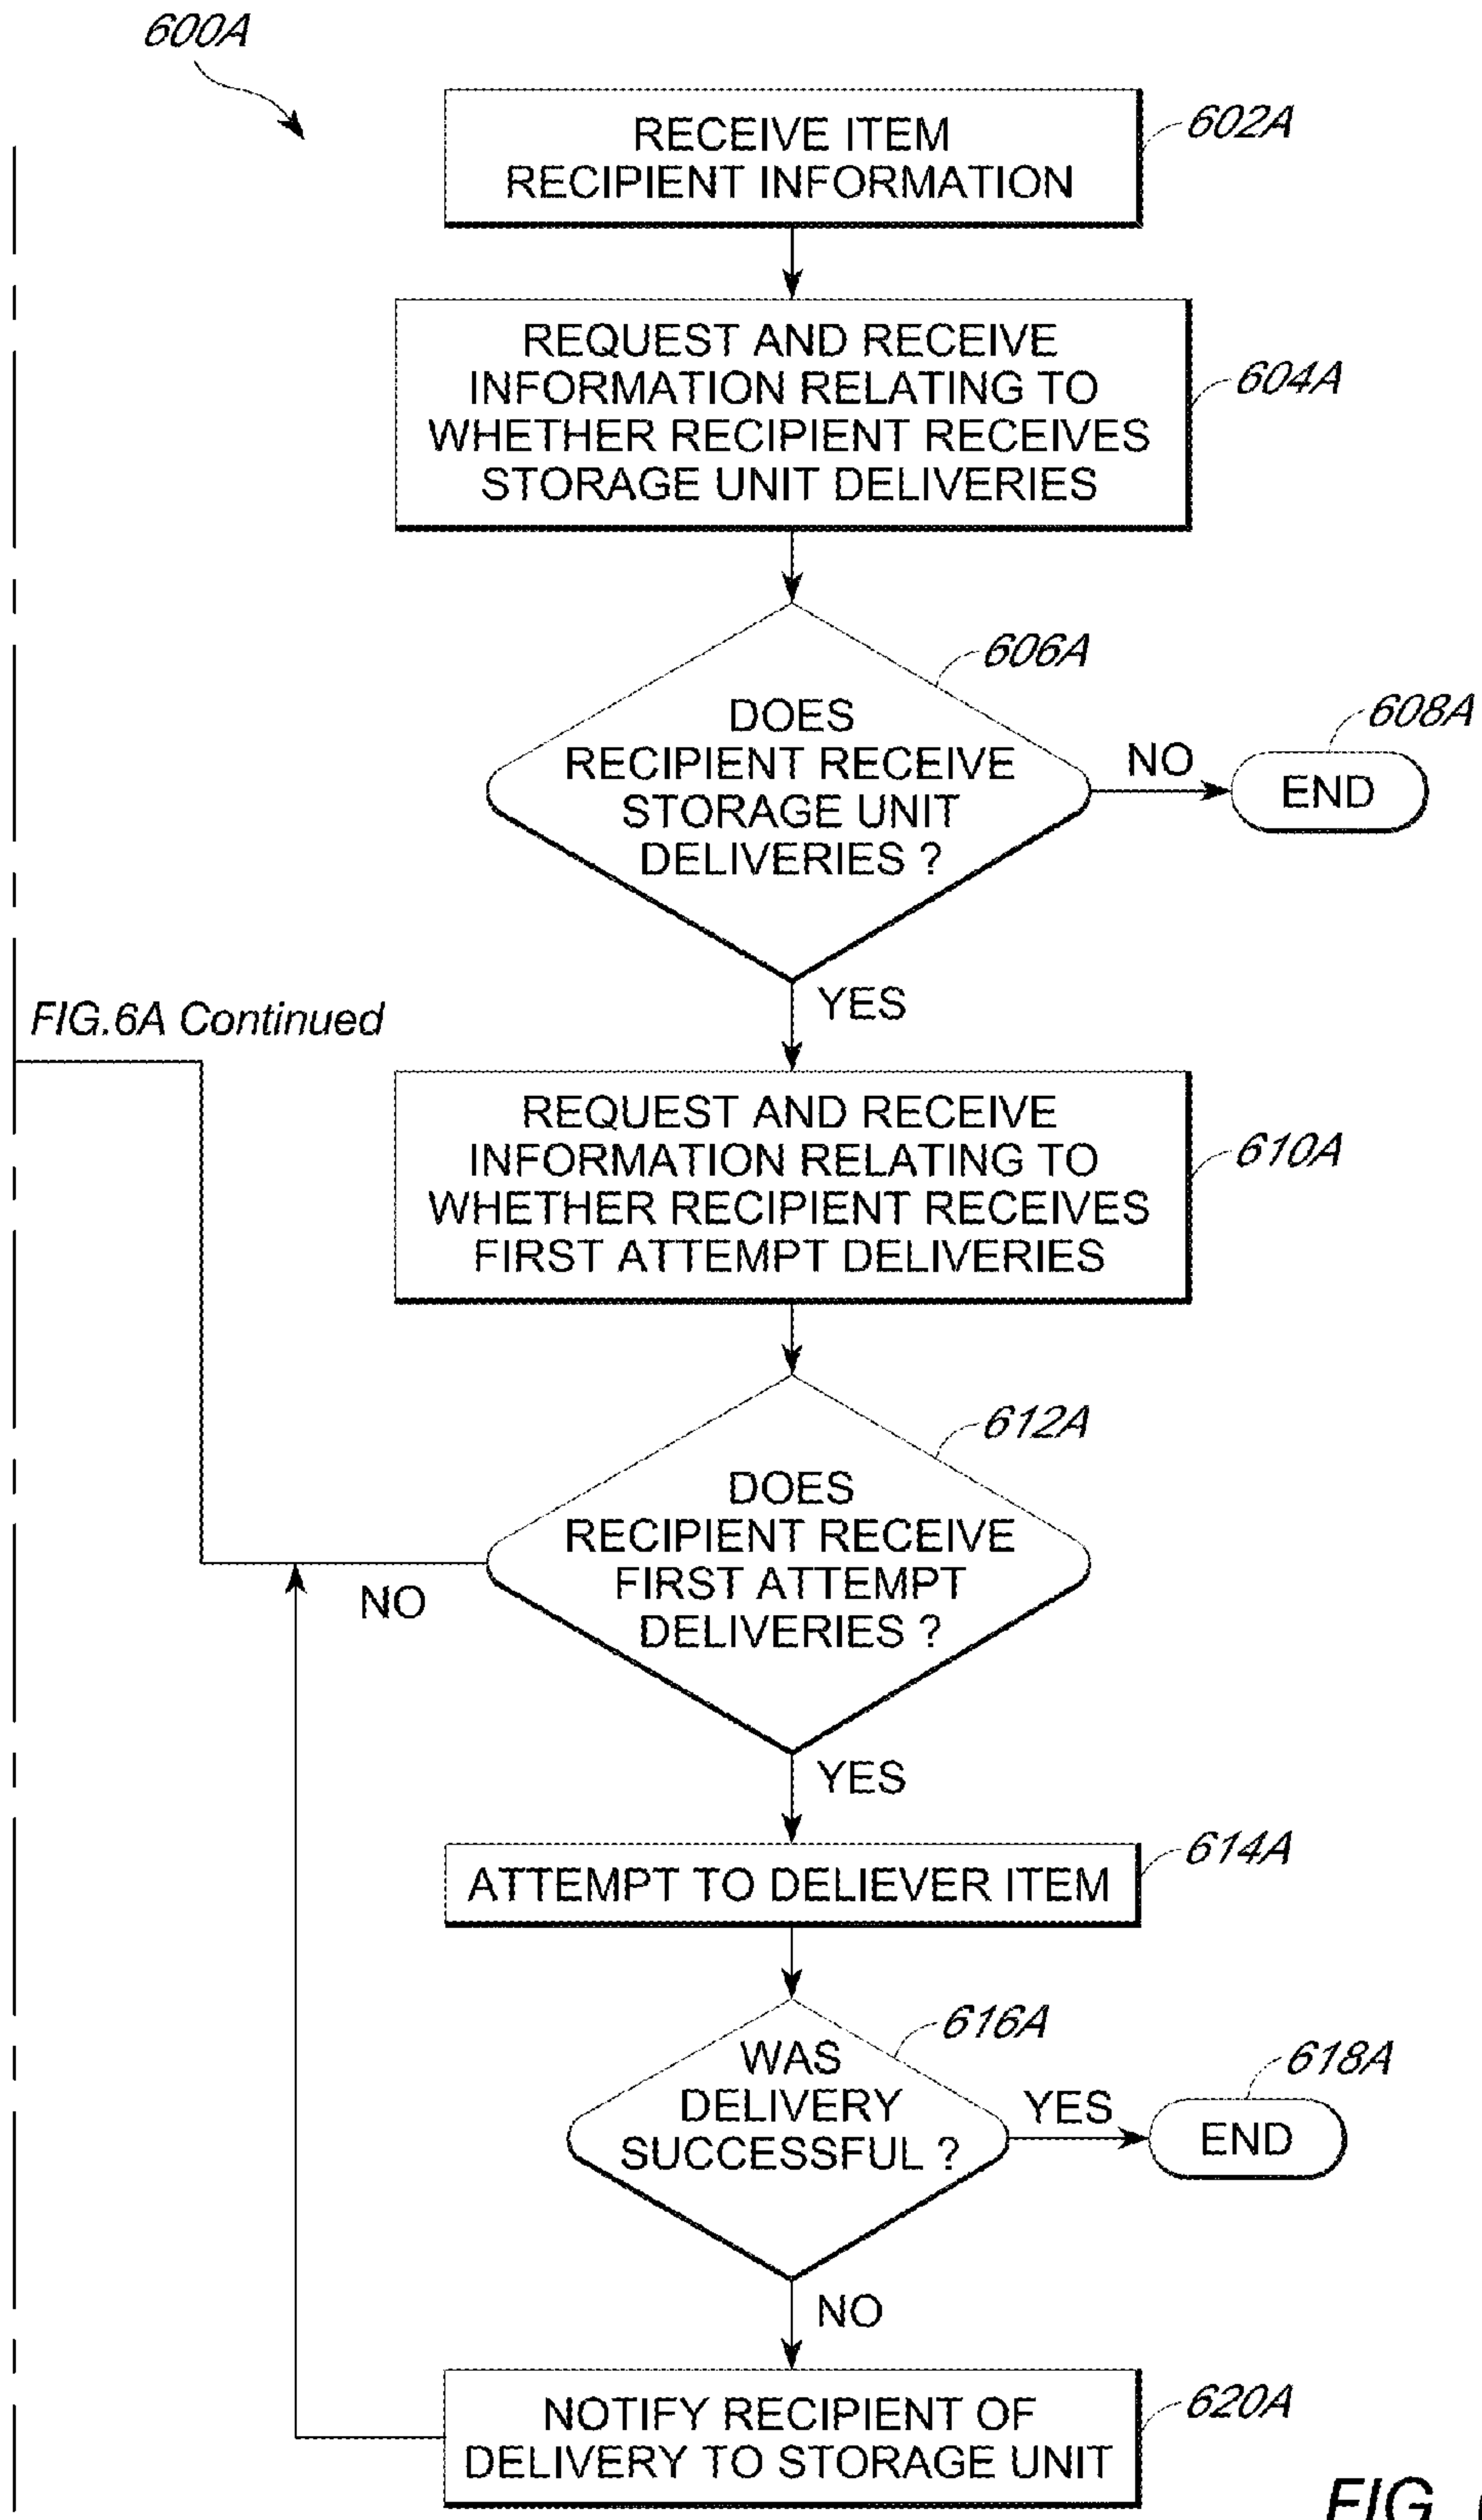 600A
RECEIVE ITEM
RECIPIENT INFORMATION
602A
REQUEST AND RECEIVE
INFORMATION RELATING TO
WHETHER RECIPIENT RECEIVES
STORAGE UNIT DELIVERIES
604A
606A
DOES
RECIPIENT RECEIVE
STORAGE UNIT
DELIVERIES ?
NO
608A
END
YES
FIG.6A Continued
REQUEST AND RECEIVE
INFORMATION RELATING TO
WHETHER RECIPIENT RECEIVES
FIRST ATTEMPT DELIVERIES
610A
612A
DOES
RECIPIENT RECEIVE
FIRST ATTEMPT
DELIVERIES ?
NO
YES
ATTEMPT TO DELIEVER ITEM
614A
616A
WAS
DELIVERY
SUCCESSFUL ?
YES
618A
END
NO
NOTIFY RECIPIENT OF
DELIVERY TO STORAGE UNIT
620A
FIG.